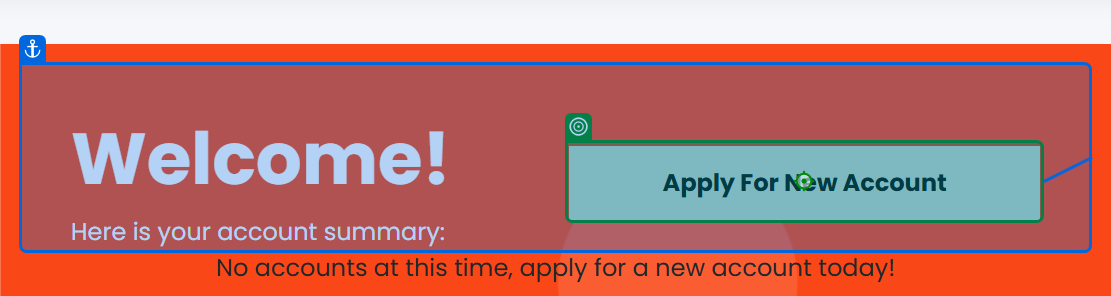 Welcome!
Apply For New Account
Here is your account summary:
No accounts at this time, apply for a new account today!